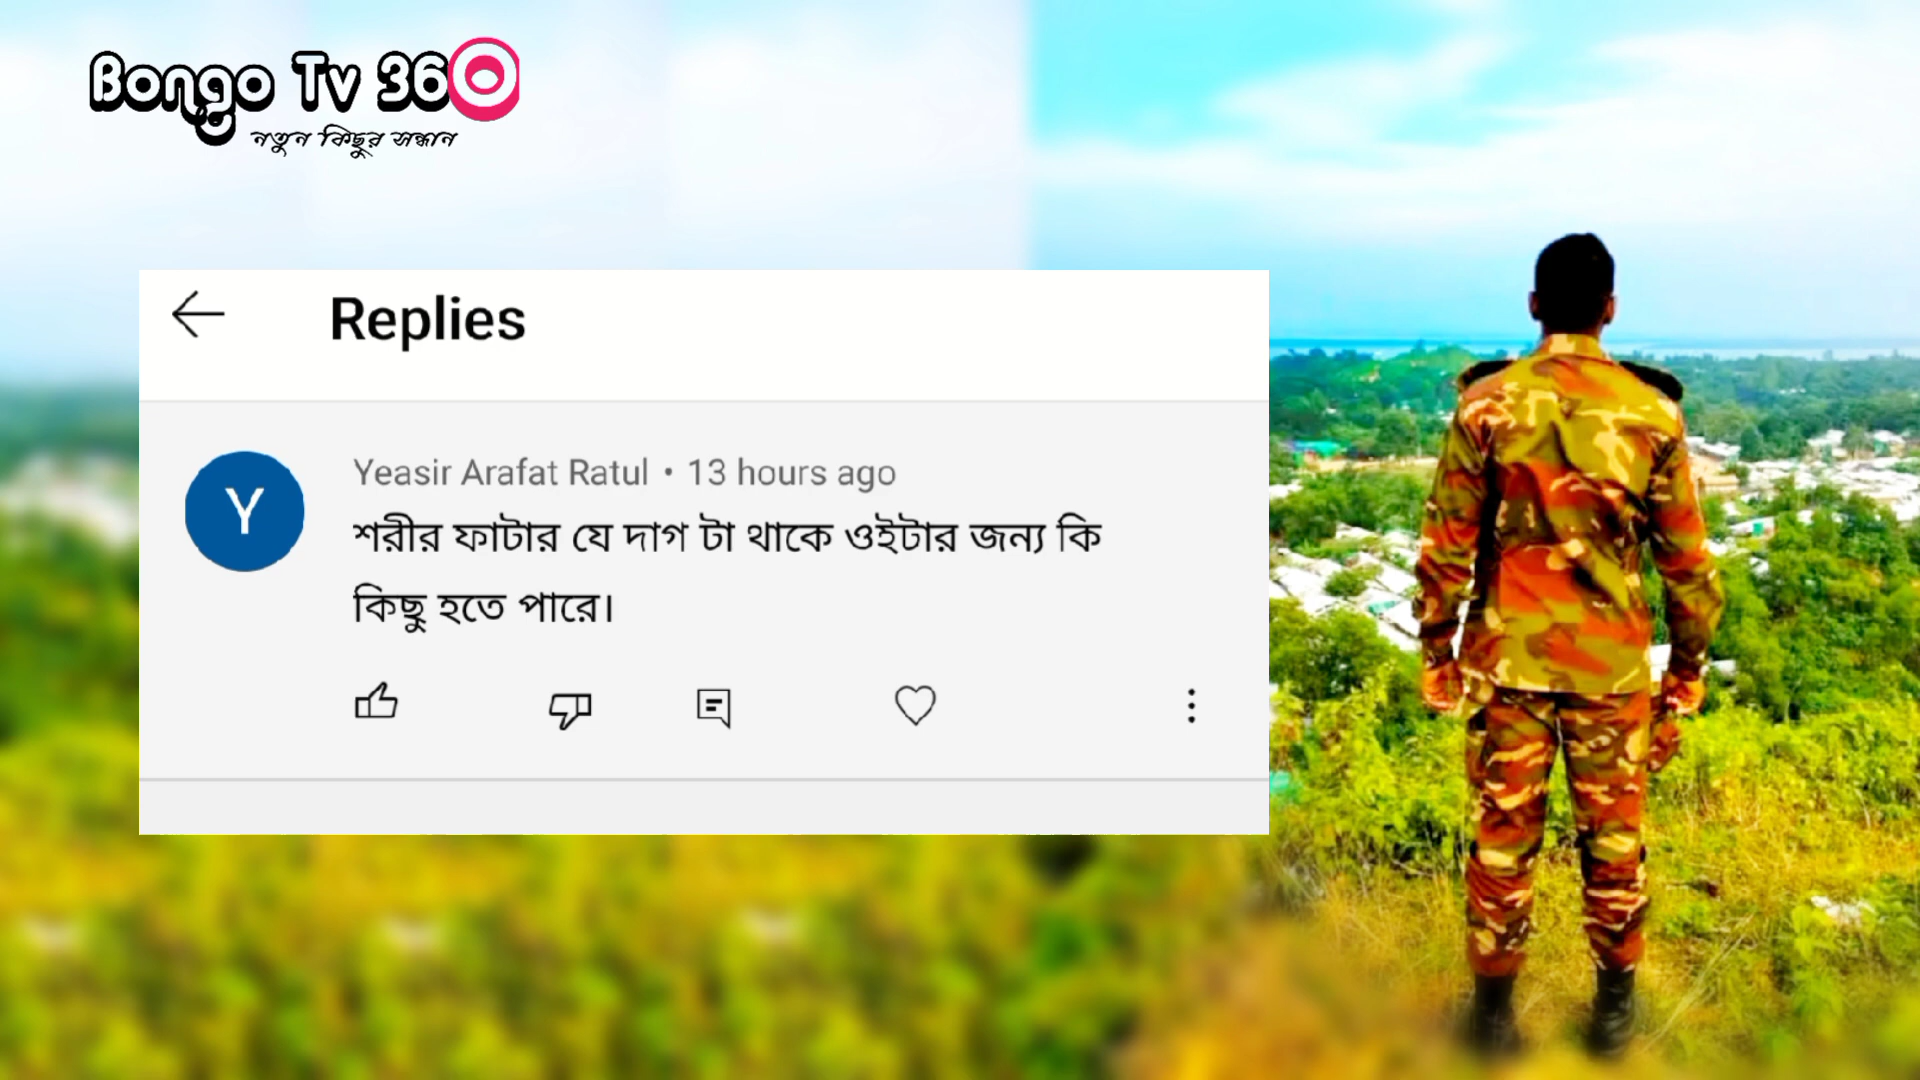 Bongo Tv 360
নতুন কিছুর সন্ধান
Replies
Y
Yeasir Arafat Ratul • 13 hours ago
শরীর ফাটার যে দাগ টা থাকে ওইটার জন্য কি
কিছু হতে পারে।